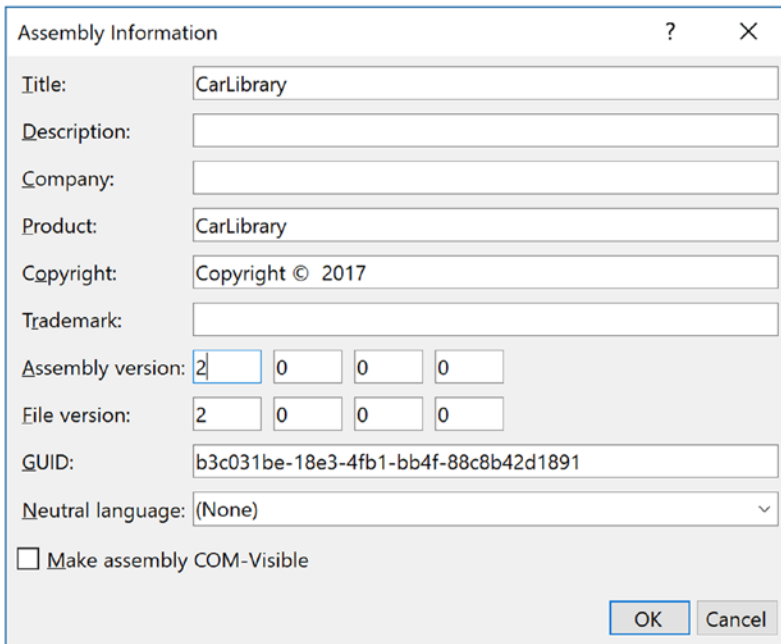 Assembly Information ?
Title: CarLibrary
Description:
Company:
Product: CarLibrary
Copyright: Copyright © 2017
Trademark:
Assembly version: 2 0 0 0
File version: 2 0 0 0
GUID: b3c031be-18e3-4fb1-bb4f-88c8b42d1891
Neutral language: (None)
Make assembly COM-Visible
OK Cancel